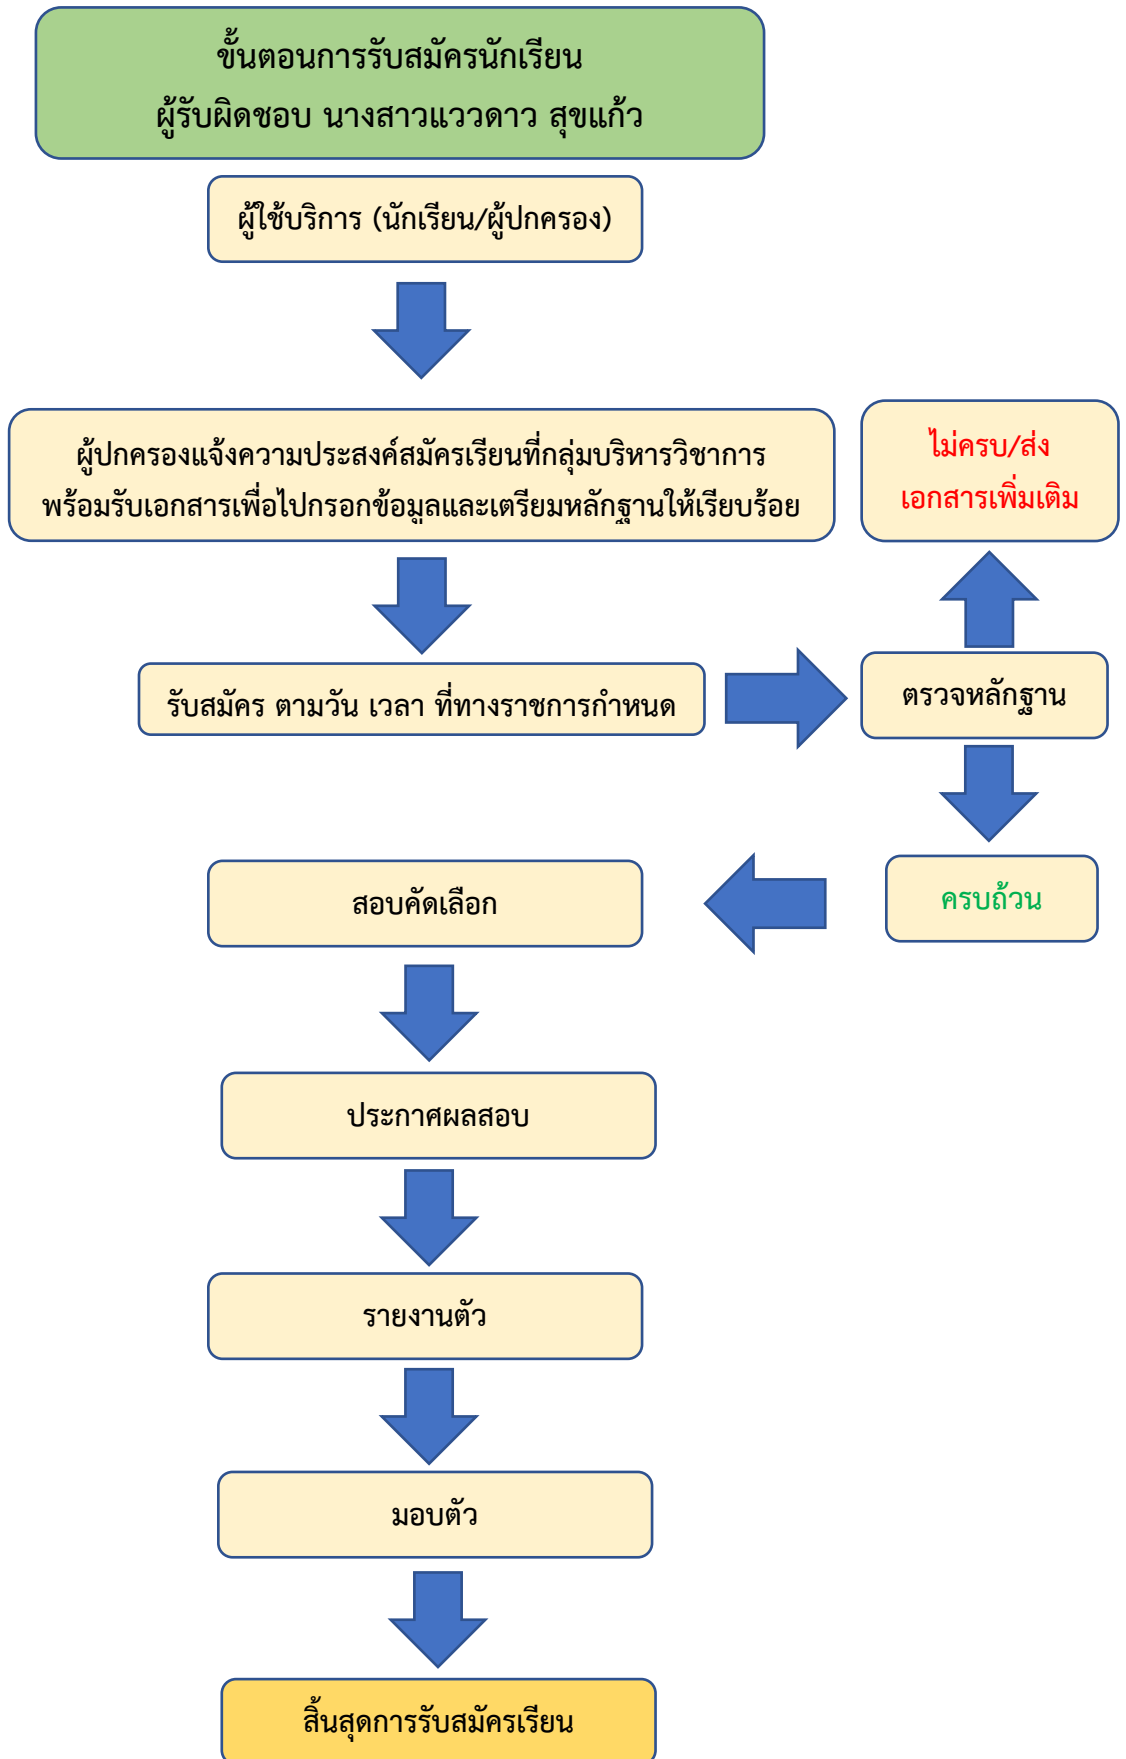 ขั้นตอนการรับสมัครนักเรียน
ผู้รับผิดชอบ นางสาวแววดาว สุขแก้ว
ผู้ใช้บริการ (นักเรียน/ผู้ปกครอง)
ผู้ปกครองแจ้งความประสงค์สมัครเรียนที่กลุ่มบริหารวิชาการ
พร้อมรับเอกสารเพื่อไปกรอกข้อมูลและเตรียมหลักฐานให้เรียบร้อย
ไม่ครบ/ส่ง
เอกสารเพิ่มเติม
รับสมัคร ตามวัน เวลา ที่ทางราชการกำหนด
ตรวจหลักฐาน
ครบถ้วน
สอบคัดเลือก
ประกาศผลสอบ
รายงานตัว
มอบตัว
สิ้นสุดการรับสมัครเรียน